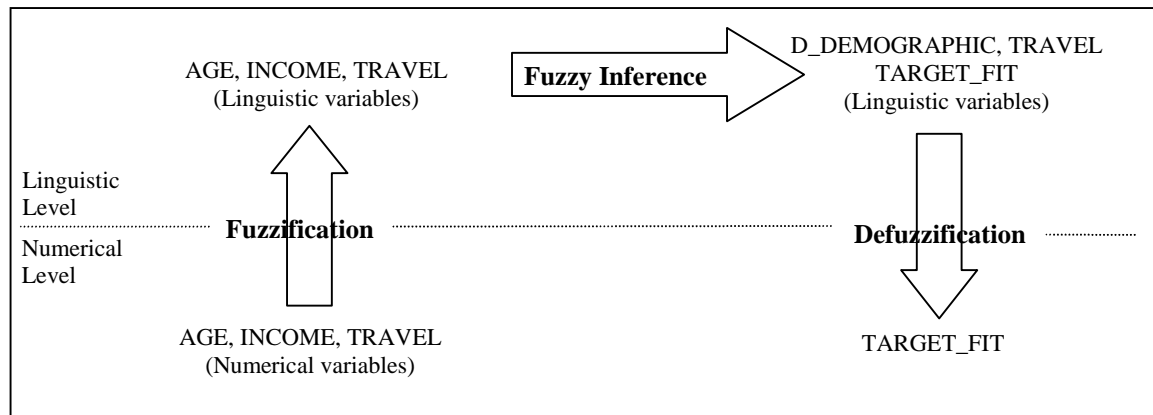 AGE, INCOME, TRAVEL
(Linguistic variables)
Fuzzy Inference
D_DEMOGRAPHIC, TRAVEL
TARGET_FIT
(Linguistic variables)
Linguistic
Level
Fuzzification
Defuzzification
Numerical
Level
AGE, INCOME, TRAVEL
(Numerical variables)
TARGET_FIT